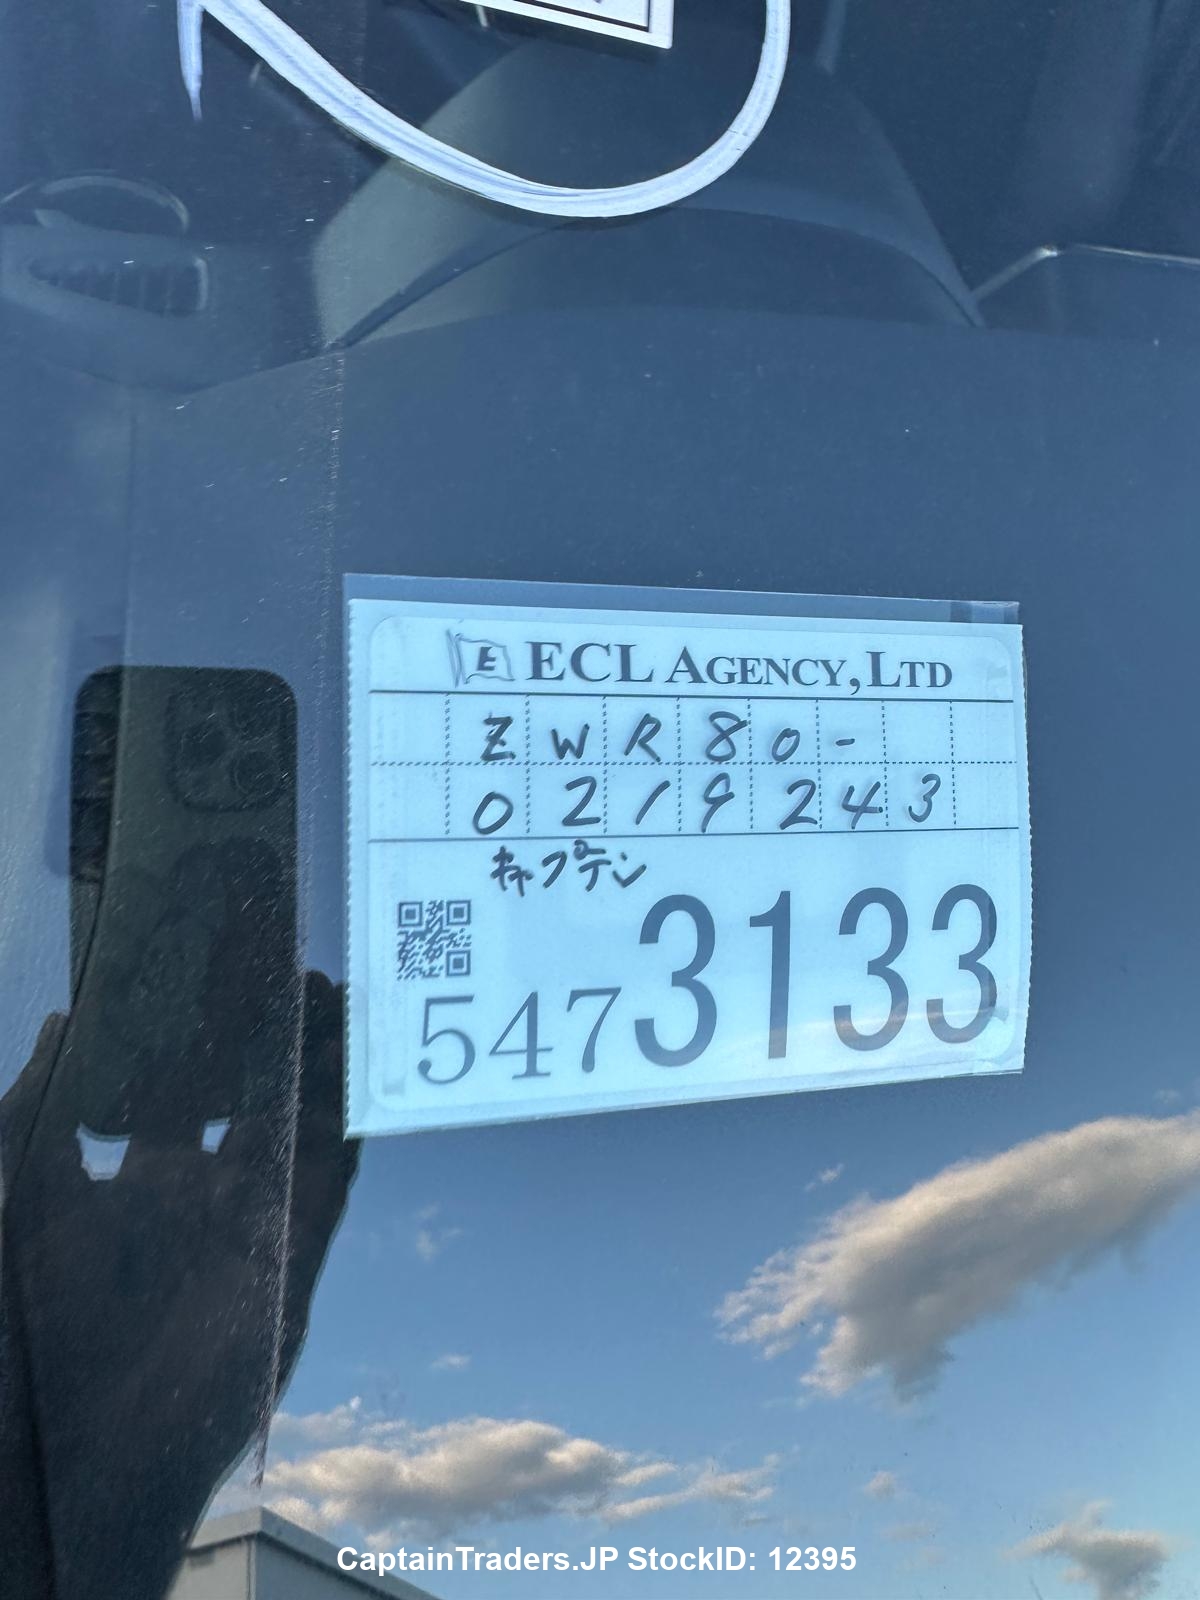 E ECL AGENCY, LTD
ZWR80-
0219243
キャプテン
5473133
CaptainTraders.JP StockID: 12395